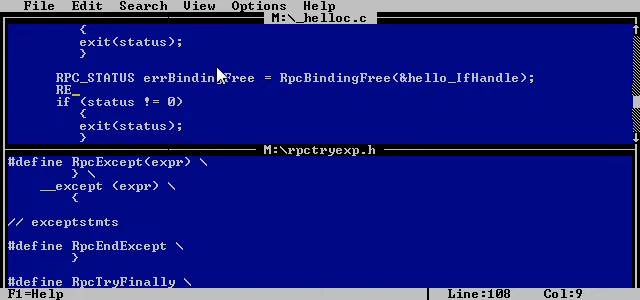 File Edit Search View Options Help
M:\_helloc.c
{
exit(status);
}
RPC_STATUS errBindingFree = RpcBindingFree(&hello_IfHandle);
RE_
if (status != 0)
{
exit(status);
}
M:\rpctryexp.h
#define RpcExcept(expr) \
} \
__except (expr) \
{
// exceptstmts
#define RpcEndExcept \
}
#define RpcTryFinally \
F1=Help Line:108 Col:9